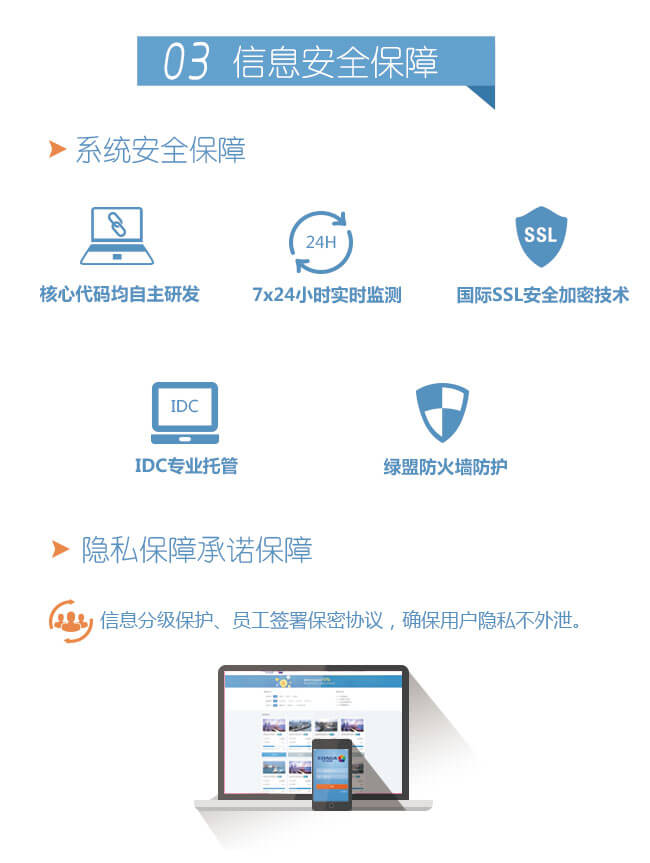 03 信息安全保障
系统安全保障
24H
SSL
核心代码均自主研发
7x24小时实时监测
国际SSL安全加密技术
IDC
IDC专业托管
绿盟防火墙防护
隐私保障承诺保障
信息分级保护、员工签署保密协议，确保用户隐私不外泄。